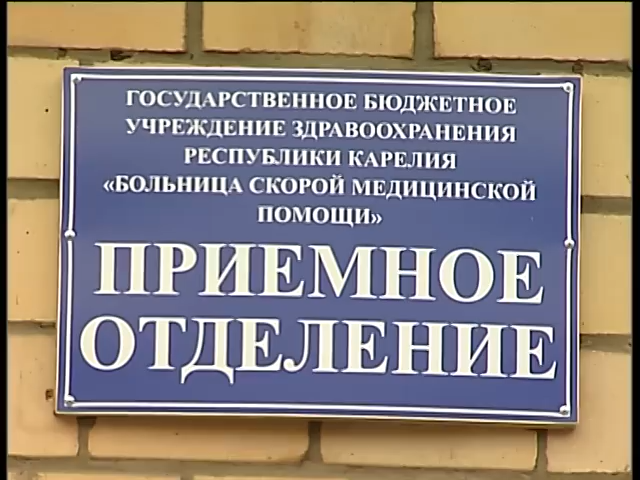 ГОСУДАРСТВЕННОЕ БЮДЖЕТНОЕ
УЧРЕЖДЕНИЕ ЗДРАВООХРАНЕНИЯ
РЕСПУБЛИКИ КАРЕЛИЯ
«БОЛЬНИЦА СКОРОЙ МЕДИЦИНСКОЙ
ПОМОЩИ»
ПРИЕМНОЕ
ОТДЕЛЕНИЕ